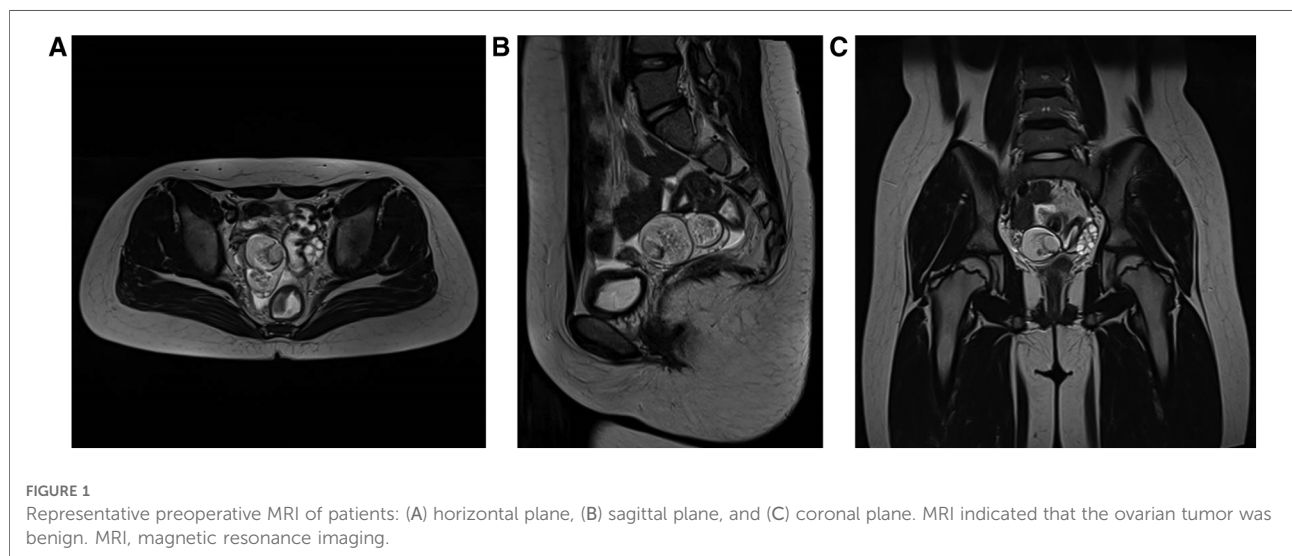 A
B
C
FIGURE 1
Representative preoperative MRI of patients: (A) horizontal plane, (B) sagittal plane, and (C) coronal plane. MRI indicated that the ovarian tumor was
benign. MRI, magnetic resonance imaging.